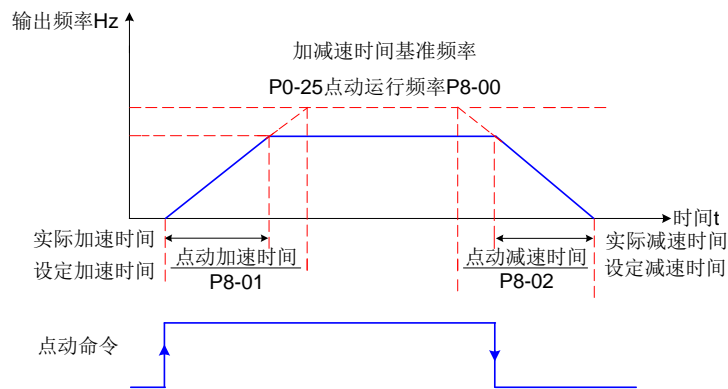 输出频率Hz
加减速时间基准频率
P0-25点动运行频率P8-00
时间t
实际加速时间
设定加速时间
点动加速时间
P8-01
点动减速时间
P8-02
实际减速时间
设定减速时间
点动命令